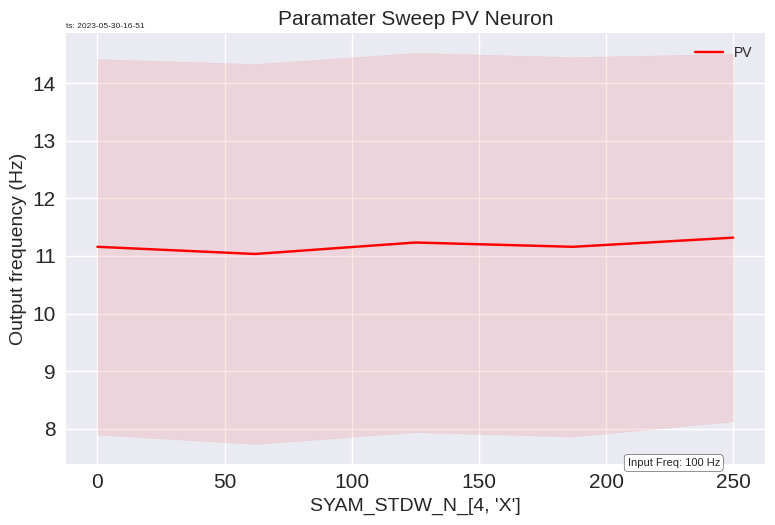 Paramater Sweep PV Neuron
ts: 2023-05-30-16-51
PV
Output frequency (Hz)
14
13
12
11
10
9
8
Input Freq: 100 Hz
0 50 100 150 200 250
SYAM_STDW_N_[4, 'X']